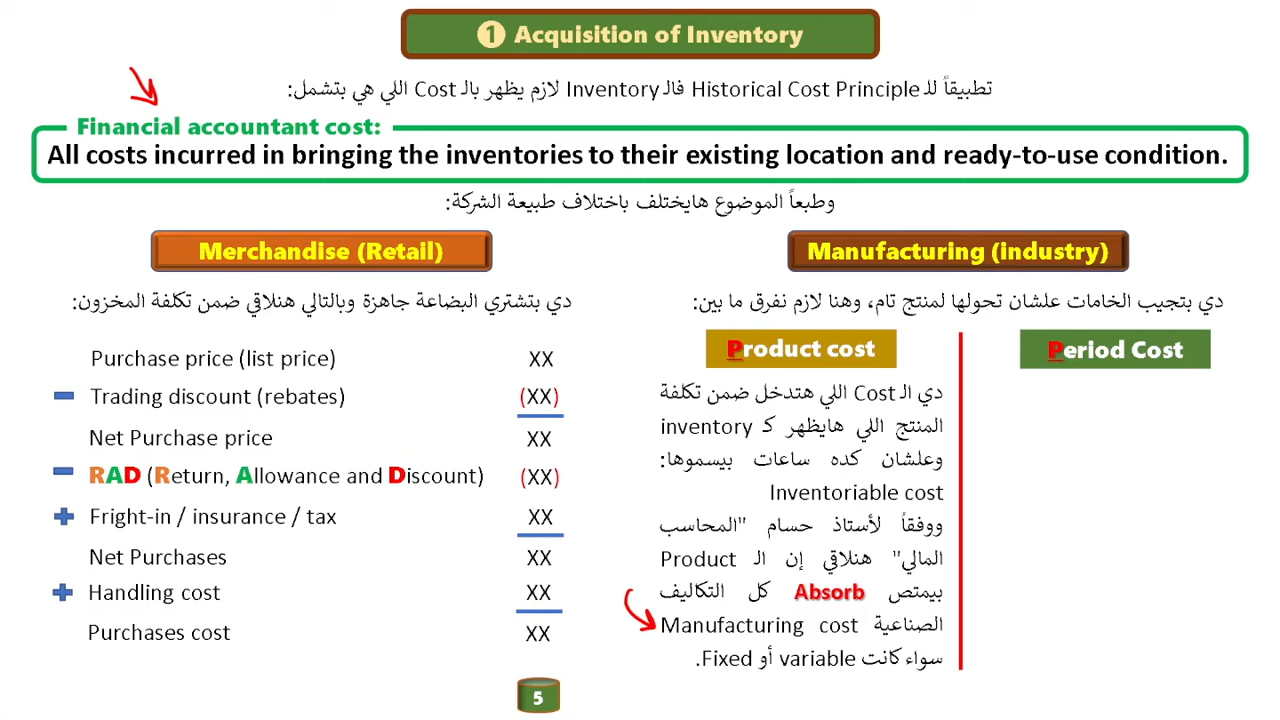 ❶ Acquisition of Inventory
تطبيقاً للـ Historical Cost Principle فالـ Inventory لازم يظهر بالـ Cost اللي هي بتشمل:
Financial accountant cost:
All costs incurred in bringing the inventories to their existing location and ready-to-use condition.
وطبعاً الموضوع هايختلف باختلاف طبيعة الشركة:
Merchandise (Retail)
دي بتشتري البضاعة جاهزة وبالتالي هنلاقي ضمن تكلفة المخزون:
Purchase price (list price) XX
- Trading discount (rebates) (XX)
Net Purchase price XX
- RAD (Return, Allowance and Discount) (XX)
+ Fright-in / insurance / tax XX
Net Purchases XX
+ Handling cost XX
Purchases cost XX
Manufacturing (industry)
دي بتجيب الخامات علشان تحولها لمنتج تام، وهنا لازم نفرق ما بين:
Product cost
دي الـ Cost اللي هتدخل ضمن تكلفة
المنتج اللي هايظهر كـ inventory
وعلشان كده ساعات بيسموها:
Inventoriable cost
ووفقاً لأستاذ حسام "المحاسب
المالي" هنلاقي إن الـ Product
بيمتص Absorb كل التكاليف
الصناعية Manufacturing cost
سواء كانت variable أو Fixed.
Period Cost
5